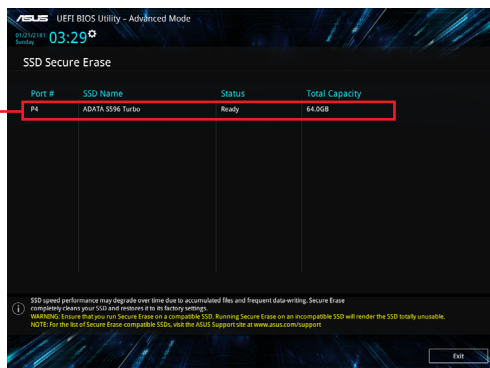 ASUS UEFI BIOS Utility – Advanced Mode
01/21/2181
Sunday
03:29
SSD Secure Erase
Port # SSD Name Status Total Capacity
P4 ADATA S596 Turbo Ready 64.0GB
SSD speed performance may degrade over time due to accumulated files and frequent data-writing. Secure Erase
completely cleans your SSD and restores it to its factory settings.
WARNING: Ensure that you run Secure Erase on a compatible SSD. Running Secure Erase on an incompatible SSD will render the SSD totally unusable.
NOTE: For the list of Secure Erase-compatible SSDs, visit the ASUS Support site at www.asus.com/support
Exit